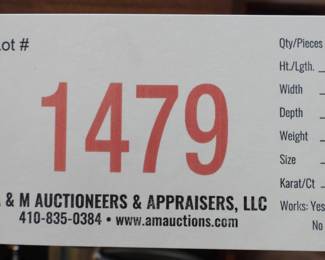 Lot #
1479
& M AUCTIONEERS & APPRAISERS, LLC
410-835-0384 • www.amauctions.com
Qty/Pieces
Ht./Lgth.
Width
Depth
Weight
Size
Karat/Ct
Works: Yes
No